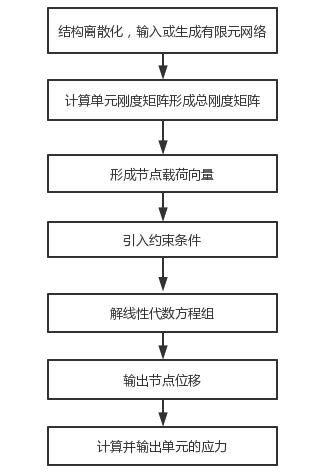 结构离散化，输入或生成有限元网络
计算单元刚度矩阵形成总刚度矩阵
形成节点载荷向量
引入约束条件
解线性代数方程组
输出节点位移
计算并输出单元的应力